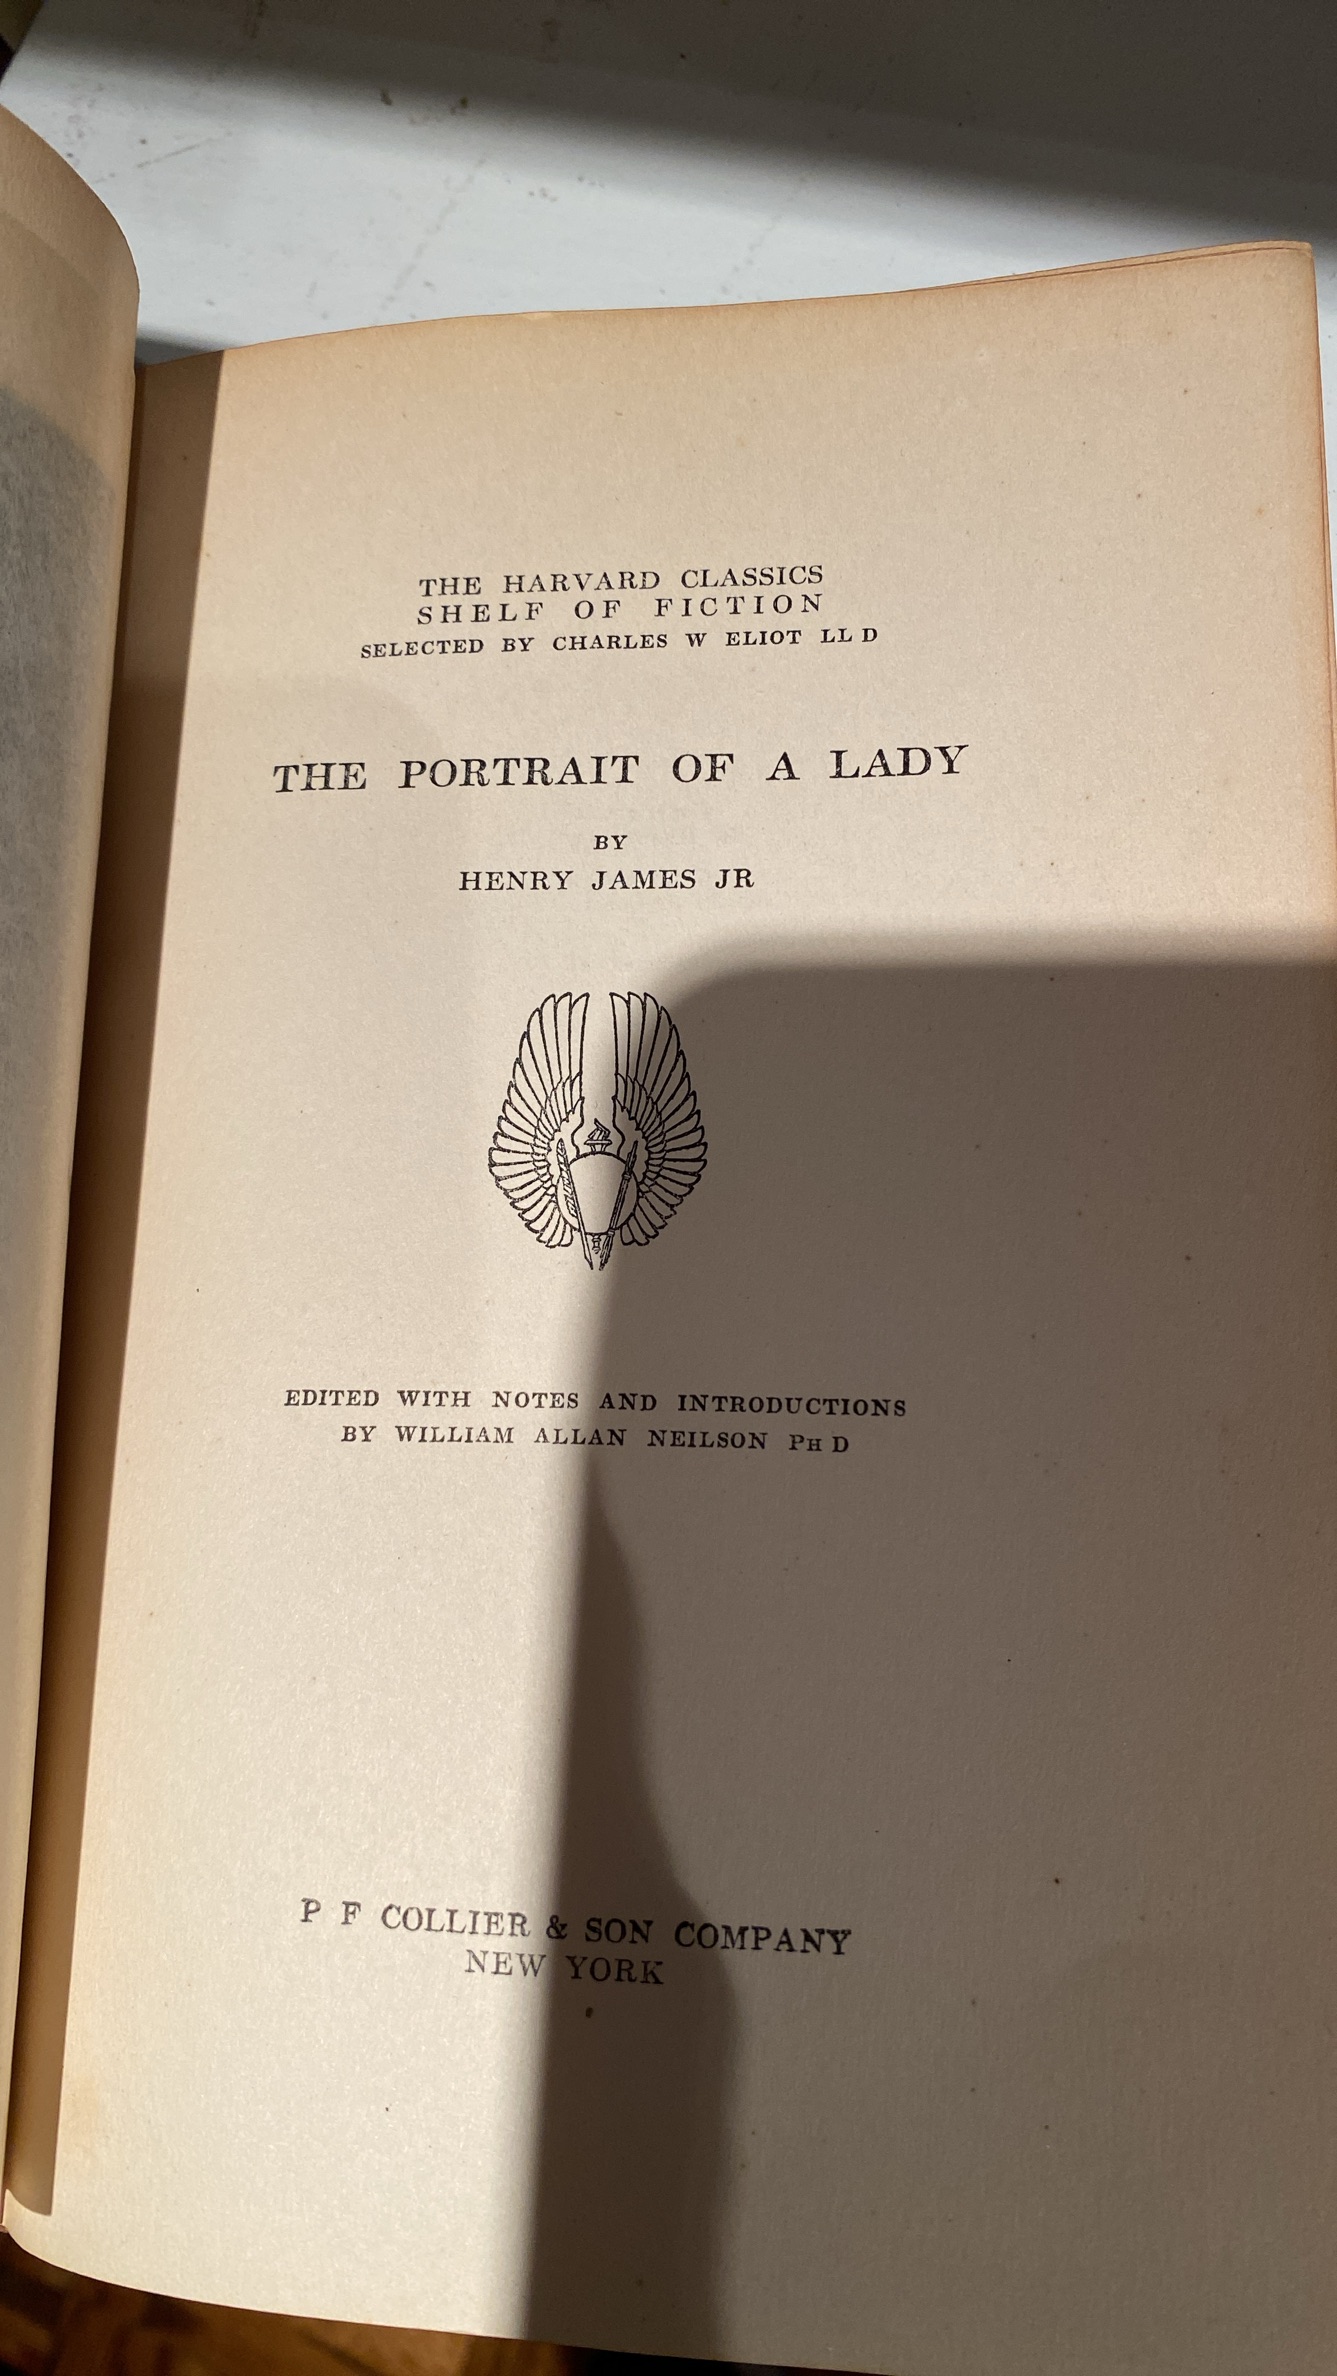 THE HARVARD CLASSICS
SHELF OF FICTION
SELECTED BY CHARLES W ELIOT LL D
THE PORTRAIT OF A LADY
BY
HENRY JAMES JR
EDITED WITH NOTES AND INTRODUCTIONS
BY WILLIAM ALLAN NEILSON PH D
P F COLLIER & SON COMPANY
NEW YORK